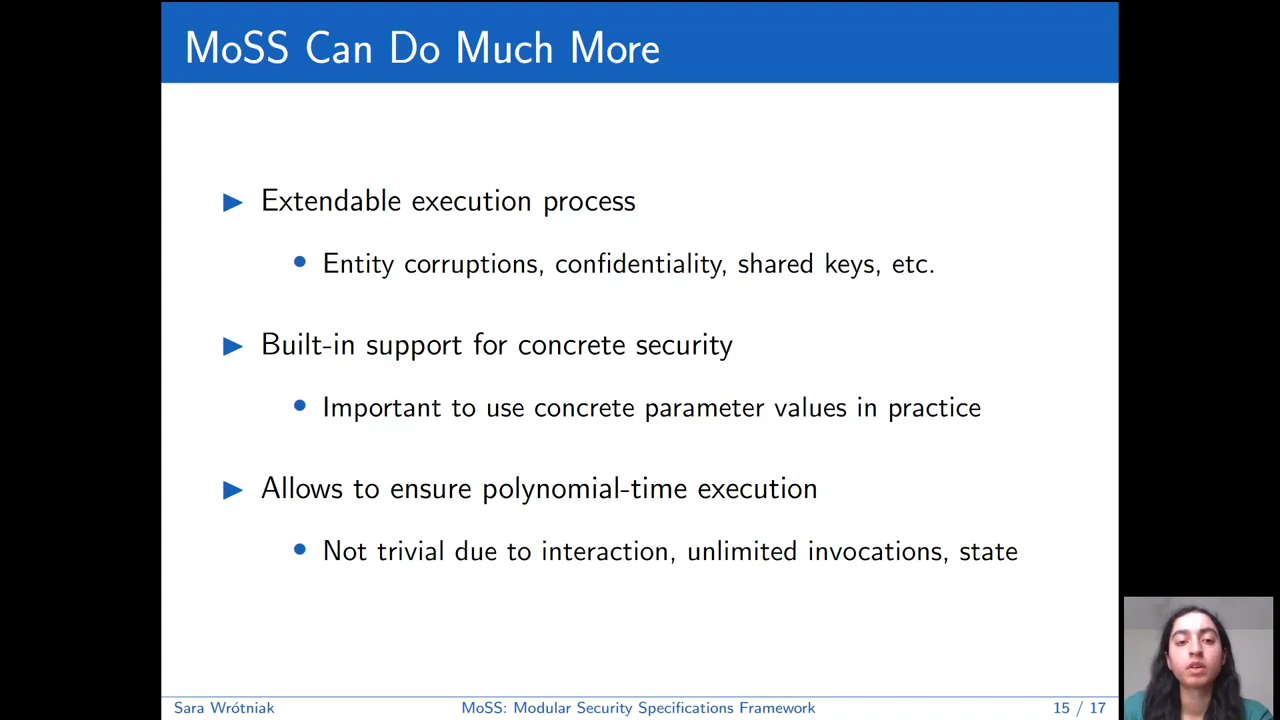 MoSS Can Do Much More
Extendable execution process
Entity corruptions, confidentiality, shared keys, etc.
Built-in support for concrete security
Important to use concrete parameter values in practice
Allows to ensure polynomial-time execution
Not trivial due to interaction, unlimited invocations, state
Sara Wrótniak MoSS: Modular Security Specifications Framework 15 / 17